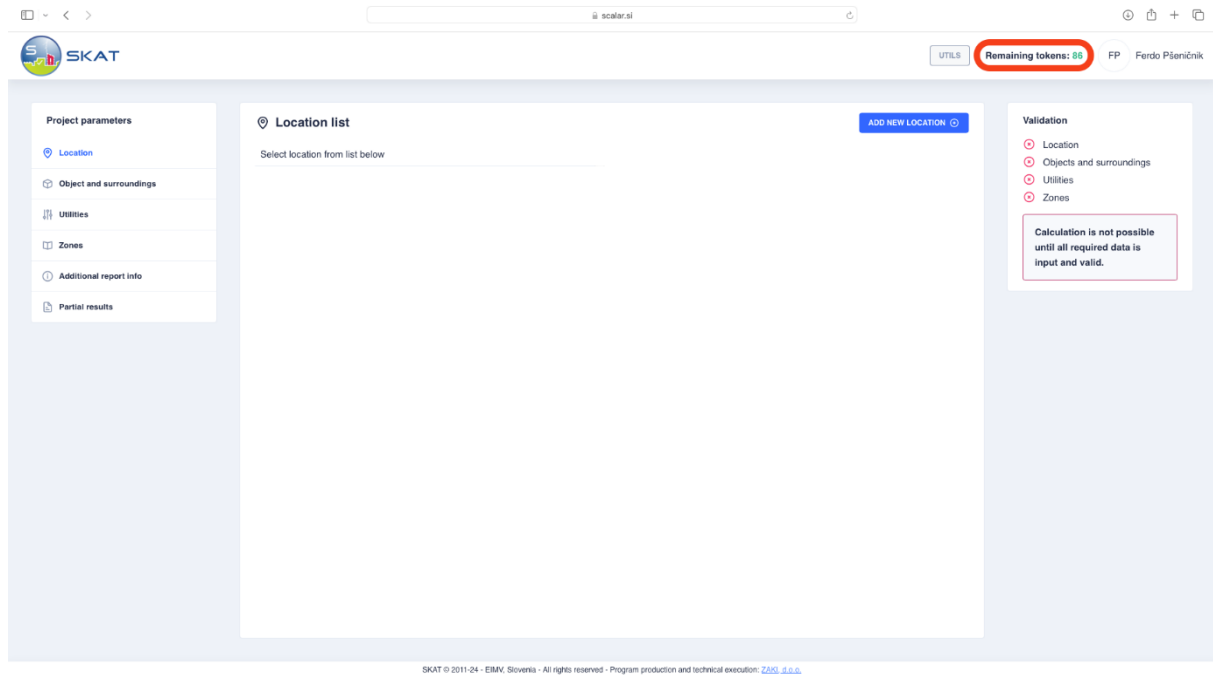 scalar.si
SKAT
UTILS
Remaining tokens: 86
FP
Ferdo Pšeničnik
Project parameters
Location
Object and surroundings
Utilities
Zones
Additional report info
Partial results
Location list
ADD NEW LOCATION
Select location from list below
Validation
Location
Objects and surroundings
Utilities
Zones
Calculation is not possible
until all required data is
input and valid.
SKAT © 2011-24 - EIMV, Slovenia - All rights reserved - Program production and technical execution: ZAKI, d.o.o.